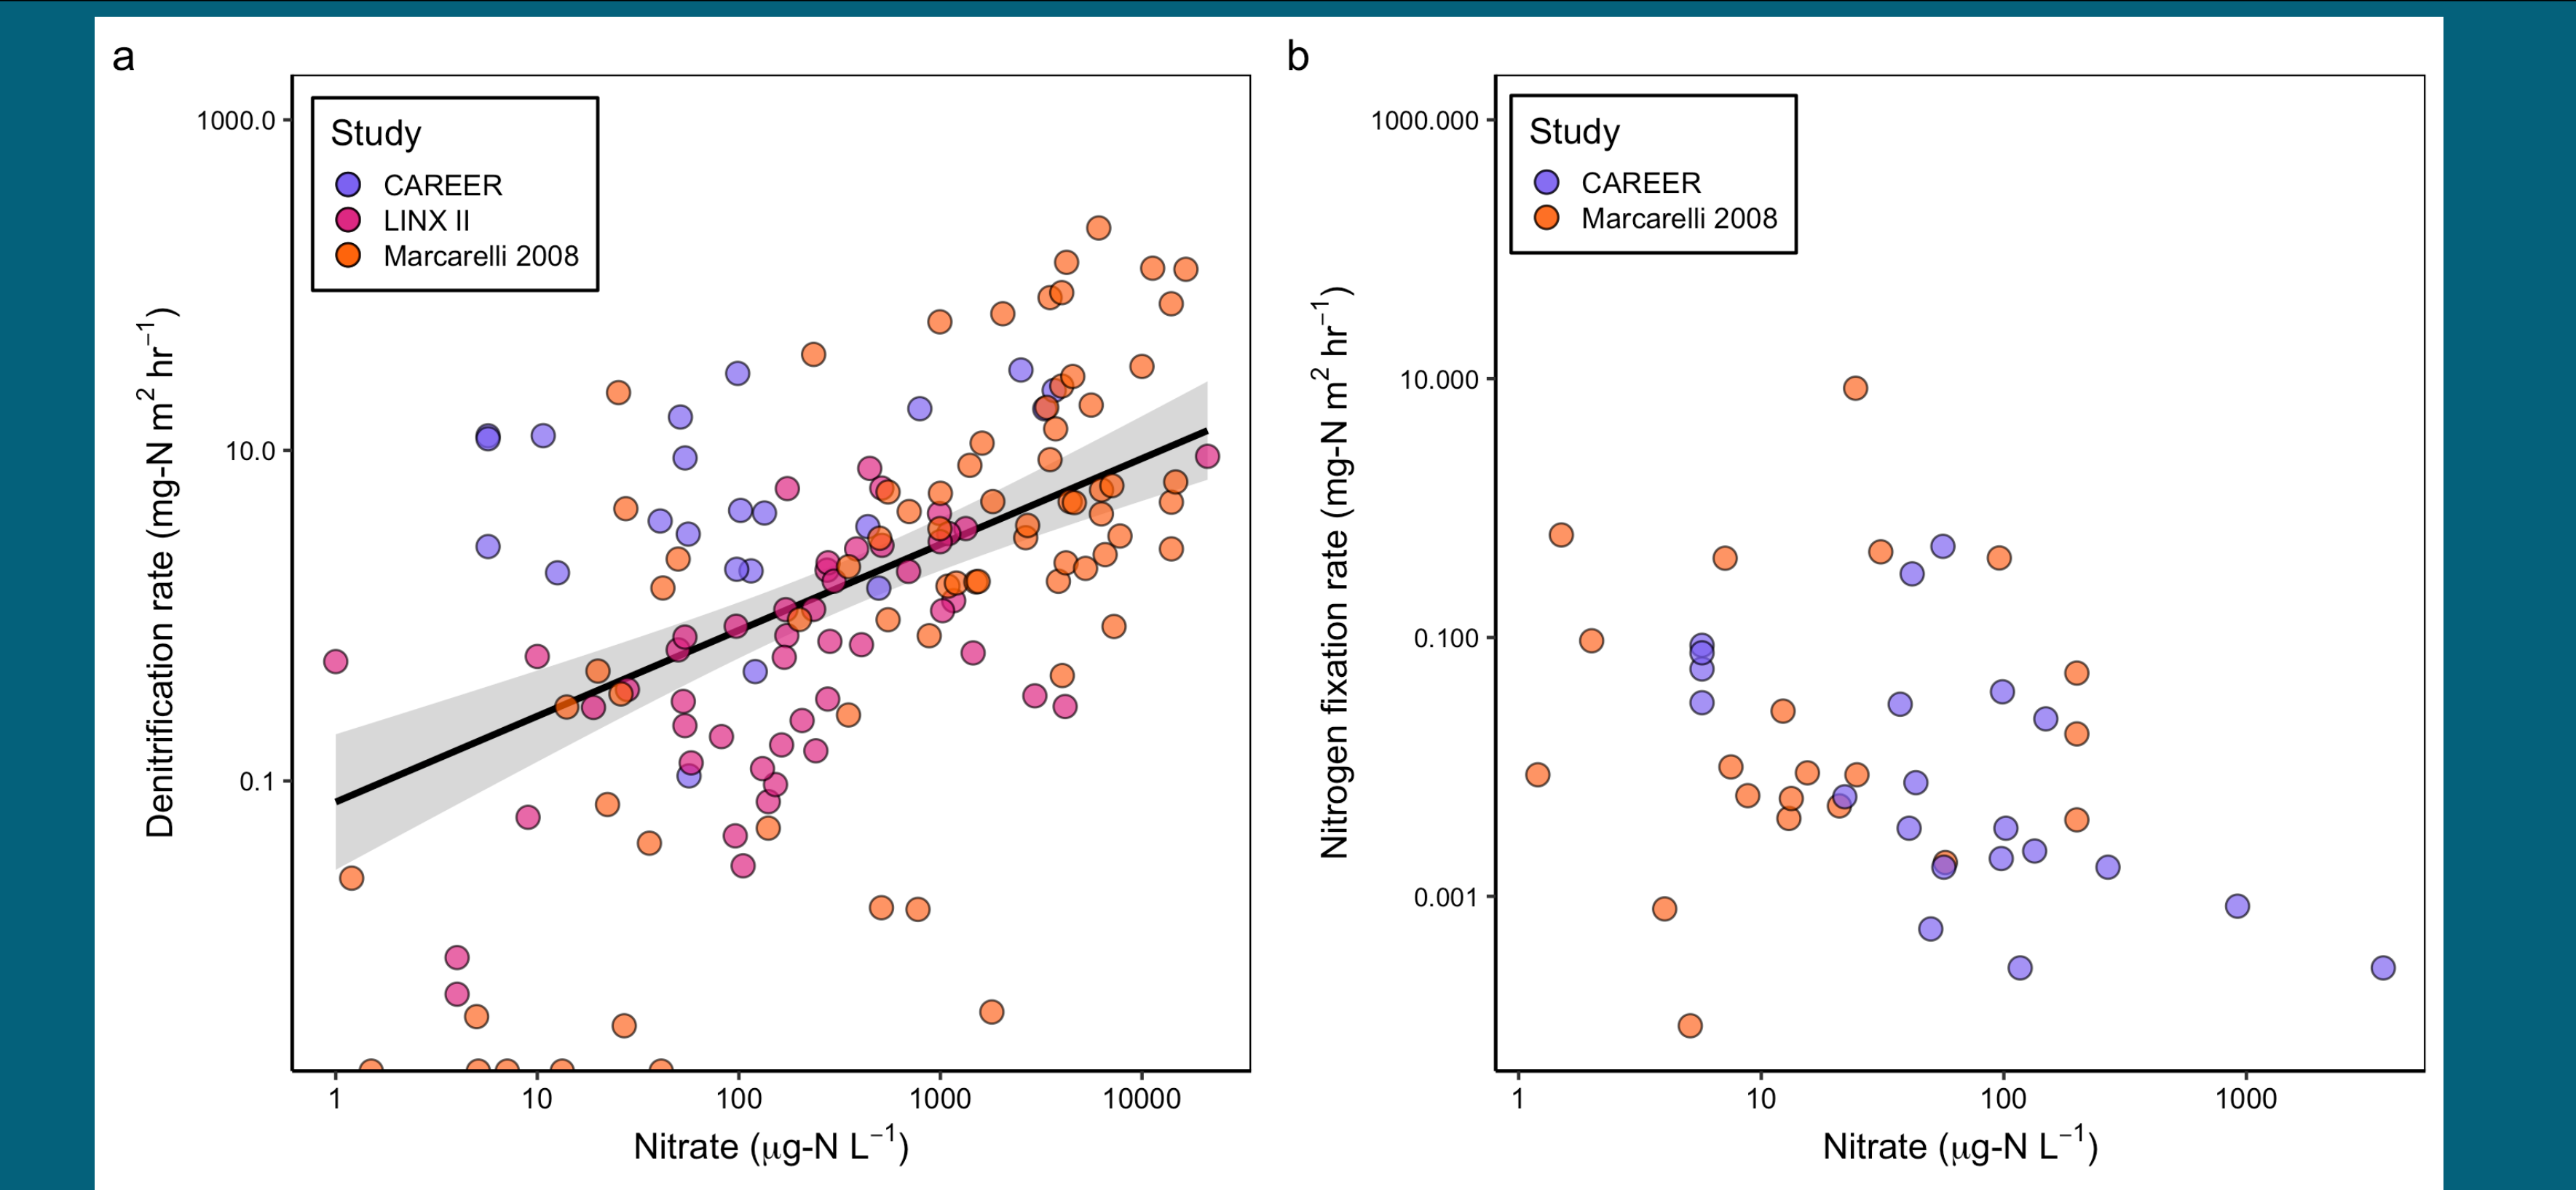 a
Denitrification rate (mg-N m² hr⁻¹)
1000.0
10.0
0.1
Study
CAREER
LINX II
Marcarelli 2008
1 10 100 1000 10000
Nitrate (μg-N L⁻¹)
b
Nitrogen fixation rate (mg-N m² hr⁻¹)
1000.000
10.000
0.100
0.001
Study
CAREER
Marcarelli 2008
1 10 100 1000
Nitrate (μg-N L⁻¹)